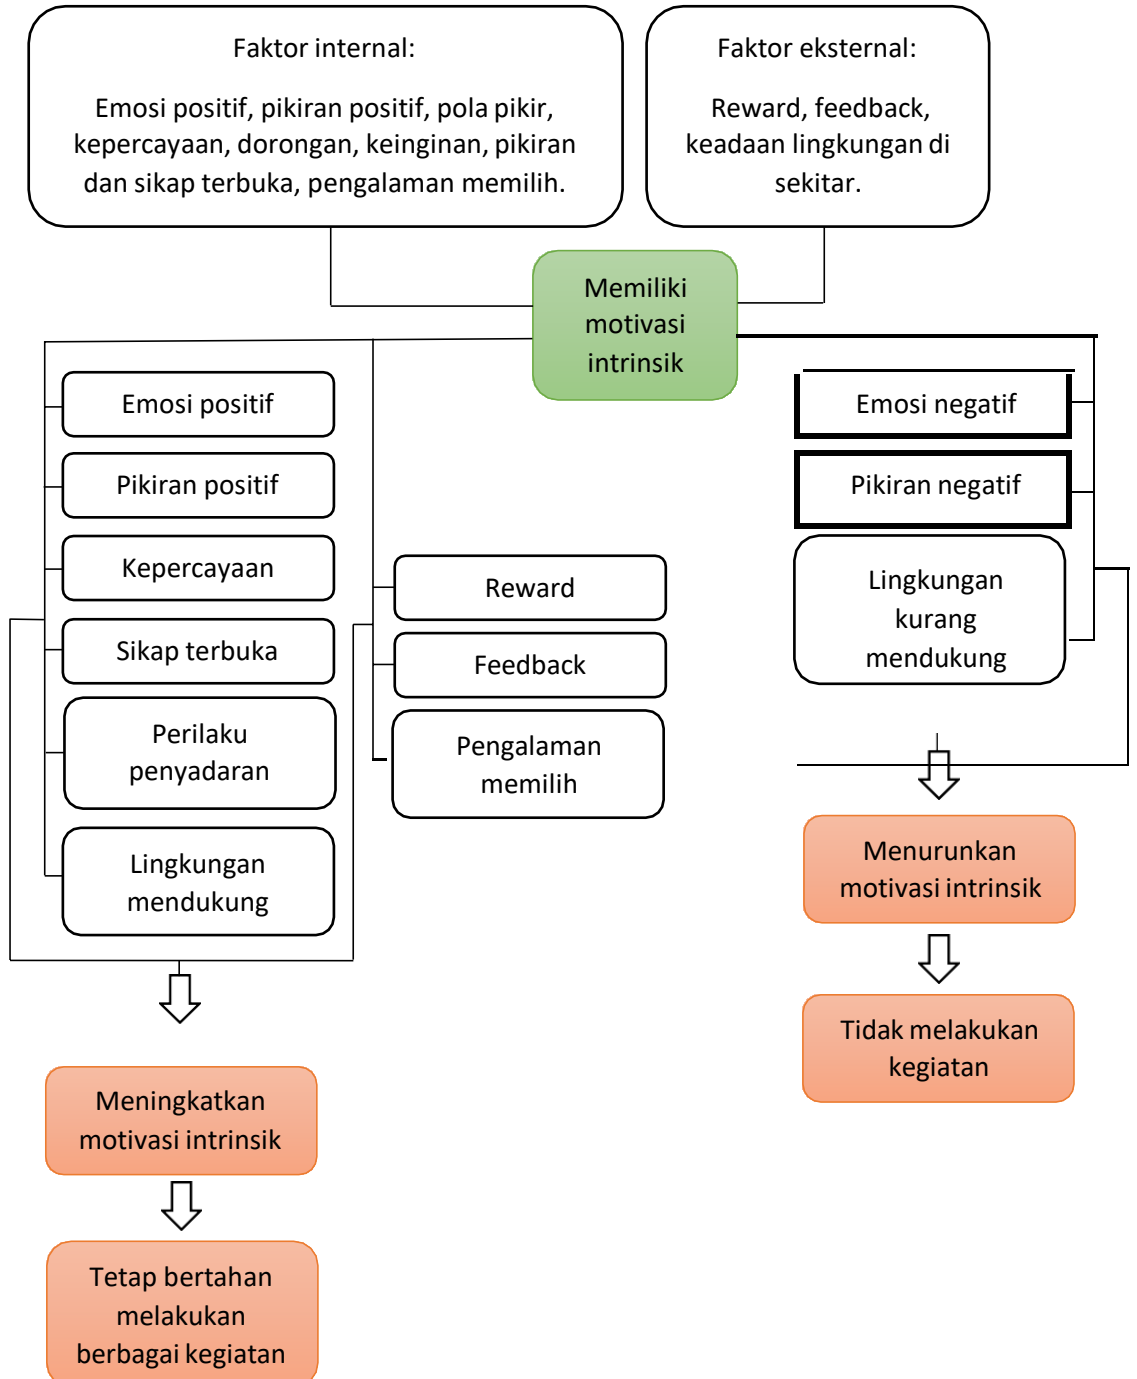 Faktor internal:
Emosi positif, pikiran positif, pola pikir,
kepercayaan, dorongan, keinginan, pikiran
dan sikap terbuka, pengalaman memilih.
Faktor eksternal:
Reward, feedback,
keadaan lingkungan di
sekitar.
Memiliki
motivasi
intrinsik
Emosi positif
Pikiran positif
Kepercayaan
Sikap terbuka
Perilaku
penyadaran
Lingkungan
mendukung
Reward
Feedback
Pengalaman
memilih
Emosi negatif
Pikiran negatif
Lingkungan
kurang
mendukung
Menurunkan
motivasi intrinsik
Tidak melakukan
kegiatan
Meningkatkan
motivasi intrinsik
Tetap bertahan
melakukan
berbagai kegiatan